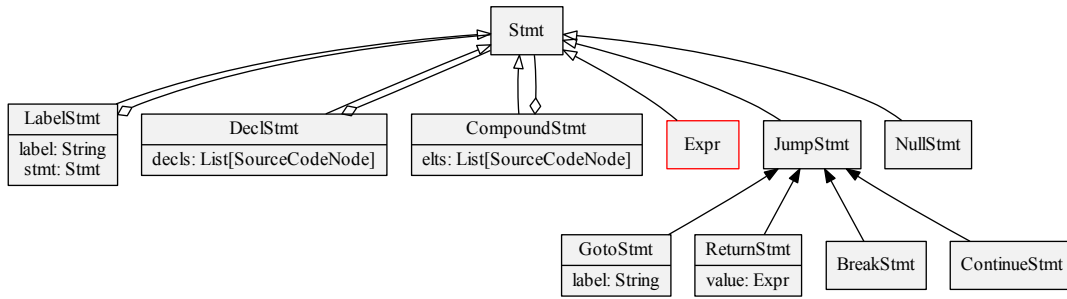 Stmt
LabelStmt
label: String
stmt: Stmt
DeclStmt
decls: List[SourceCodeNode]
CompoundStmt
elts: List[SourceCodeNode]
Expr
JumpStmt
NullStmt
GotoStmt
label: String
ReturnStmt
value: Expr
BreakStmt
ContinueStmt